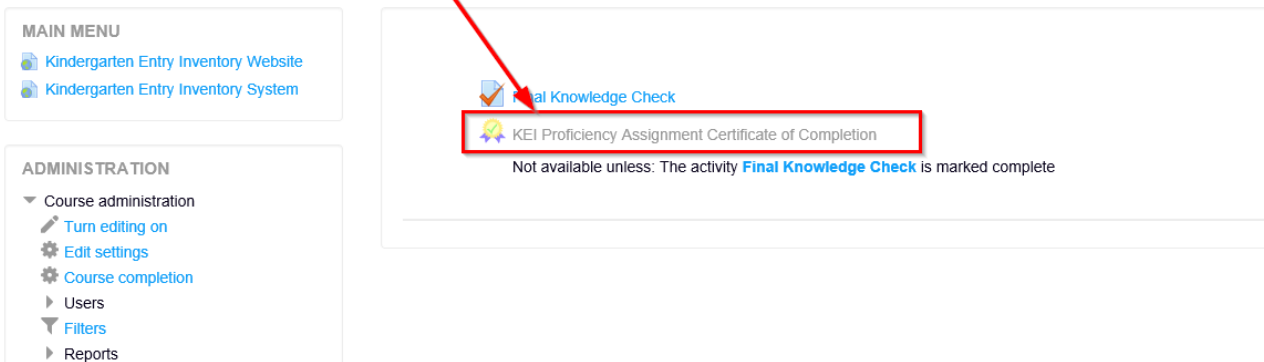 MAIN MENU
Kindergarten Entry Inventory Website
Kindergarten Entry Inventory System
ADMINISTRATION
Course administration
Turn editing on
Edit settings
Course completion
Users
Filters
Reports
Final Knowledge Check
KEI Proficiency Assignment Certificate of Completion
Not available unless: The activity Final Knowledge Check is marked complete